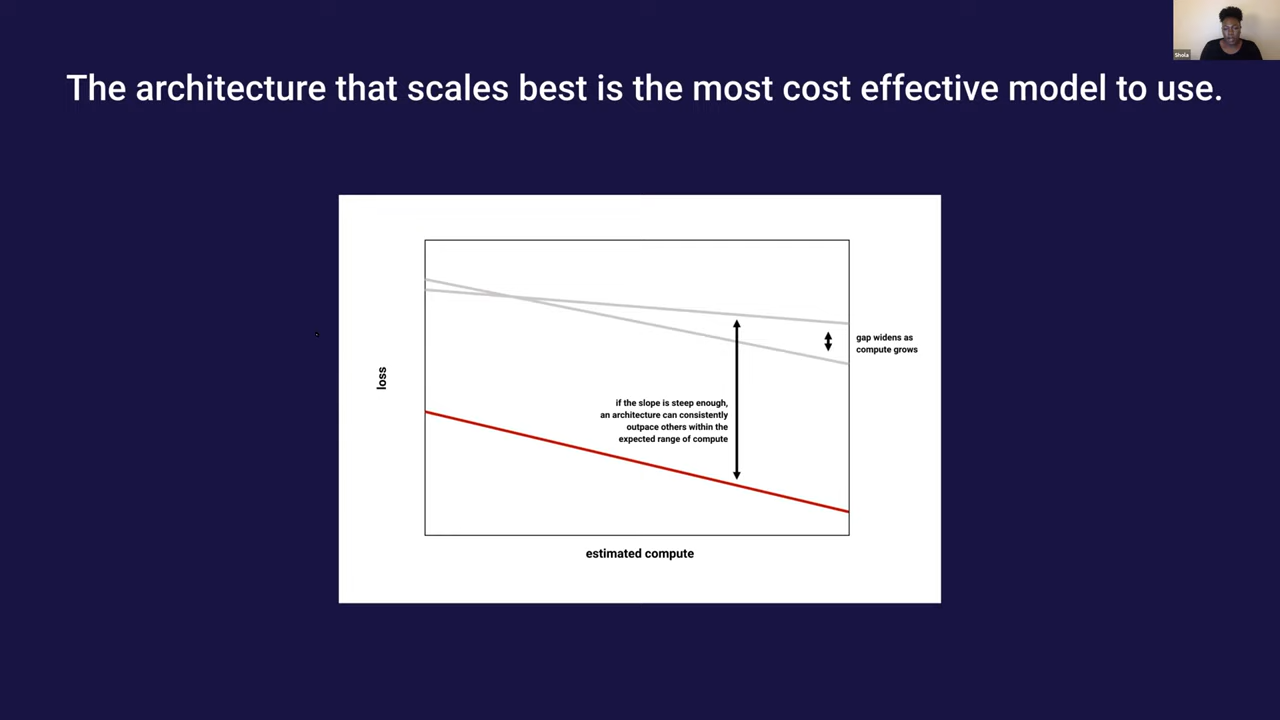 Shola
The architecture that scales best is the most cost effective model to use.
gap widens as
compute grows
loss
if the slope is steep enough,
an architecture can consistently
outpace others within the
expected range of compute
estimated compute